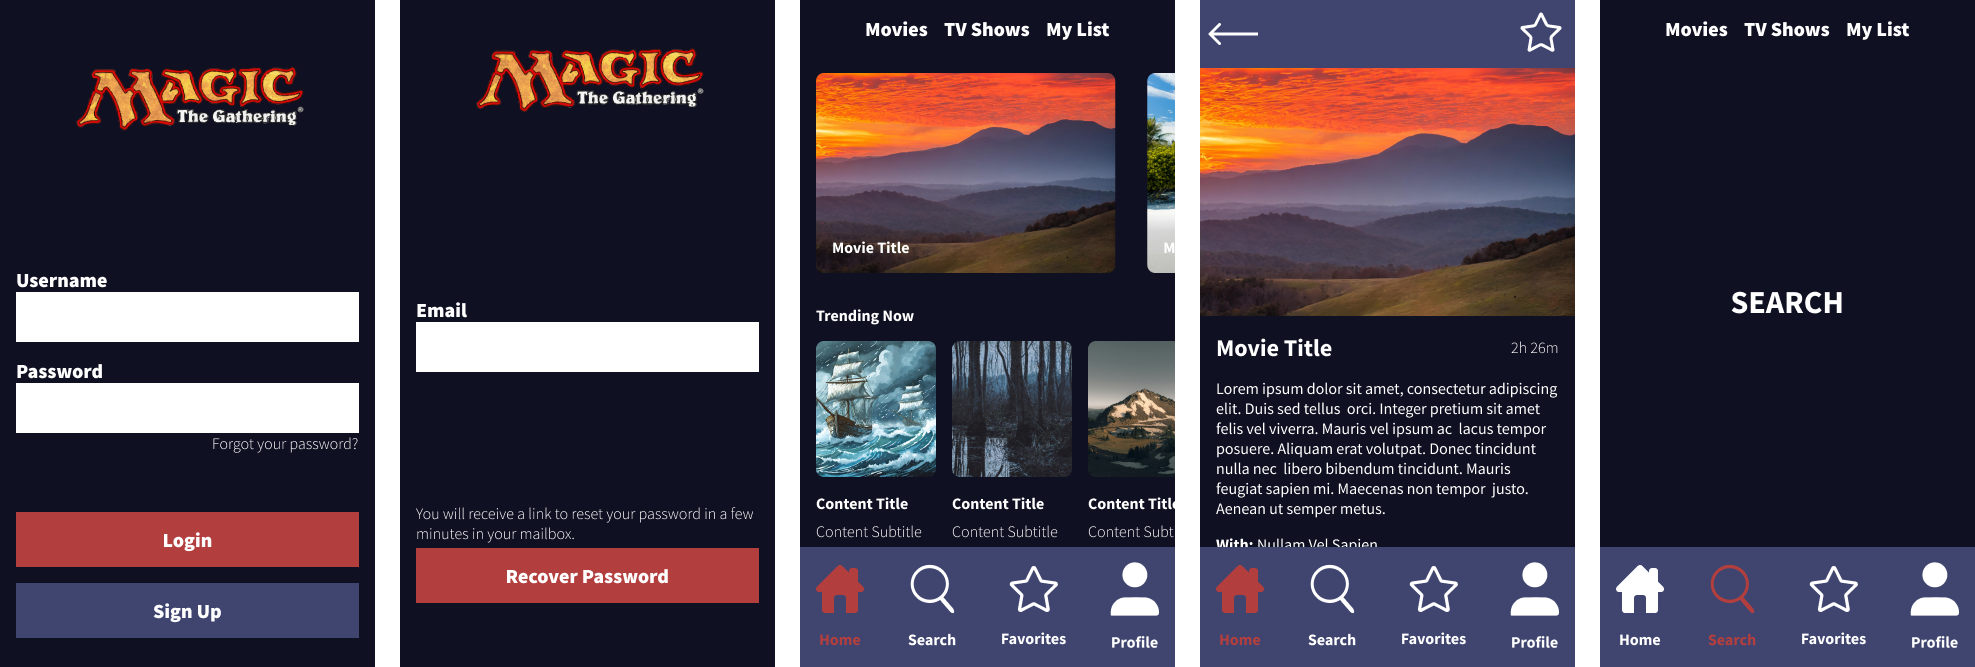 MAGIC
The Gathering®
Username
Password
Forgot your password?
Login
Sign Up
MAGIC
The Gathering®
Email
You will receive a link to reset your password in a few
minutes in your mailbox.
Recover Password
Movies TV Shows My List
Movie Title
M
Trending Now
Content Title Content Title Content Title
Content Subtitle Content Subtitle Content Subt
Home Search Favorites Profile
Movie Title 2h 26m
Lorem ipsum dolor sit amet, consectetur adipiscing
elit. Duis sed tellus orci. Integer pretium sit amet
felis vel viverra. Mauris vel ipsum ac lacus tempor
posuere. Aliquam erat volutpat. Donec tincidunt
nulla nec libero bibendum tincidunt. Mauris
feugiat sapien mi. Maecenas non tempor justo.
Aenean ut semper metus.
With: Nullam Vel Sapien
Home Search Favorites Profile
Movies TV Shows My List
SEARCH
Home Search Favorites Profile